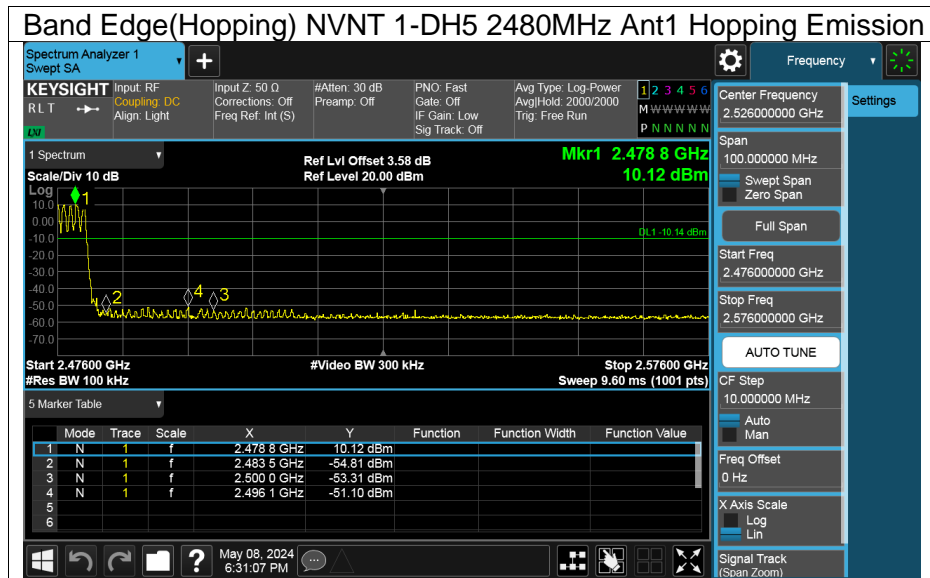 Band Edge(Hopping) NVNT 1-DH5 2480MHz Ant1 Hopping Emission
Spectrum Analyzer 1
Swept SA
+
Frequency
KEYSIGHT
RLT
LXI
Input: RF
Coupling: DC
Align: Light
Input Z: 50 Ω
Corrections: Off
Freq Ref: Int (S)
#Atten: 30 dB
Preamp: Off
PNO: Fast
Gate: Off
IF Gain: Low
Sig Track: Off
Avg Type: Log-Power
Avg|Hold: 2000/2000
Trig: Free Run
1 2 3 4 5 6
M W W W W W
P N N N N N
1 Spectrum
Scale/Div 10 dB
Ref Lvl Offset 3.58 dB
Ref Level 20.00 dBm
Mkr1 2.478 8 GHz
10.12 dBm
Log
10.0
0.00
-10.0
-20.0
-30.0
-40.0
-50.0
-60.0
-70.0
1
2
4
3
DL1 -10.14 dBm
Start 2.47600 GHz
#Res BW 100 kHz
#Video BW 300 kHz
Stop 2.57600 GHz
Sweep 9.60 ms (1001 pts)
5 Marker Table
Mode Trace Scale X Y Function Function Width Function Value
1 N 1 f 2.478 8 GHz 10.12 dBm
2 N 1 f 2.483 5 GHz -54.81 dBm
3 N 1 f 2.500 0 GHz -53.31 dBm
4 N 1 f 2.496 1 GHz -51.10 dBm
5
6
?
May 08, 2024
6:31:07 PM
Center Frequency
2.526000000 GHz
Settings
Span
100.000000 MHz
Swept Span
Zero Span
Full Span
Start Freq
2.476000000 GHz
Stop Freq
2.576000000 GHz
AUTO TUNE
CF Step
10.000000 MHz
Auto
Man
Freq Offset
0 Hz
X Axis Scale
Log
Lin
Signal Track
(Span Zoom)